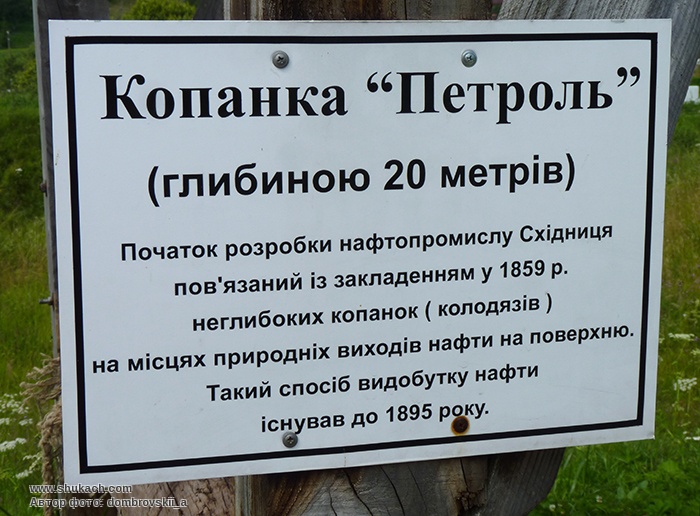 Копанка “Петроль”
(глибиною 20 метрів)
Початок розробки нафтопромислу Східниця
пов'язаний із закладенням у 1859 р.
неглибоких копанок ( колодязів )
на місцях природніх виходів нафти на поверхню.
Такий спосіб видобутку нафти
існував до 1895 року.
www.shukach.com
Автор фото: dombrovskii_a